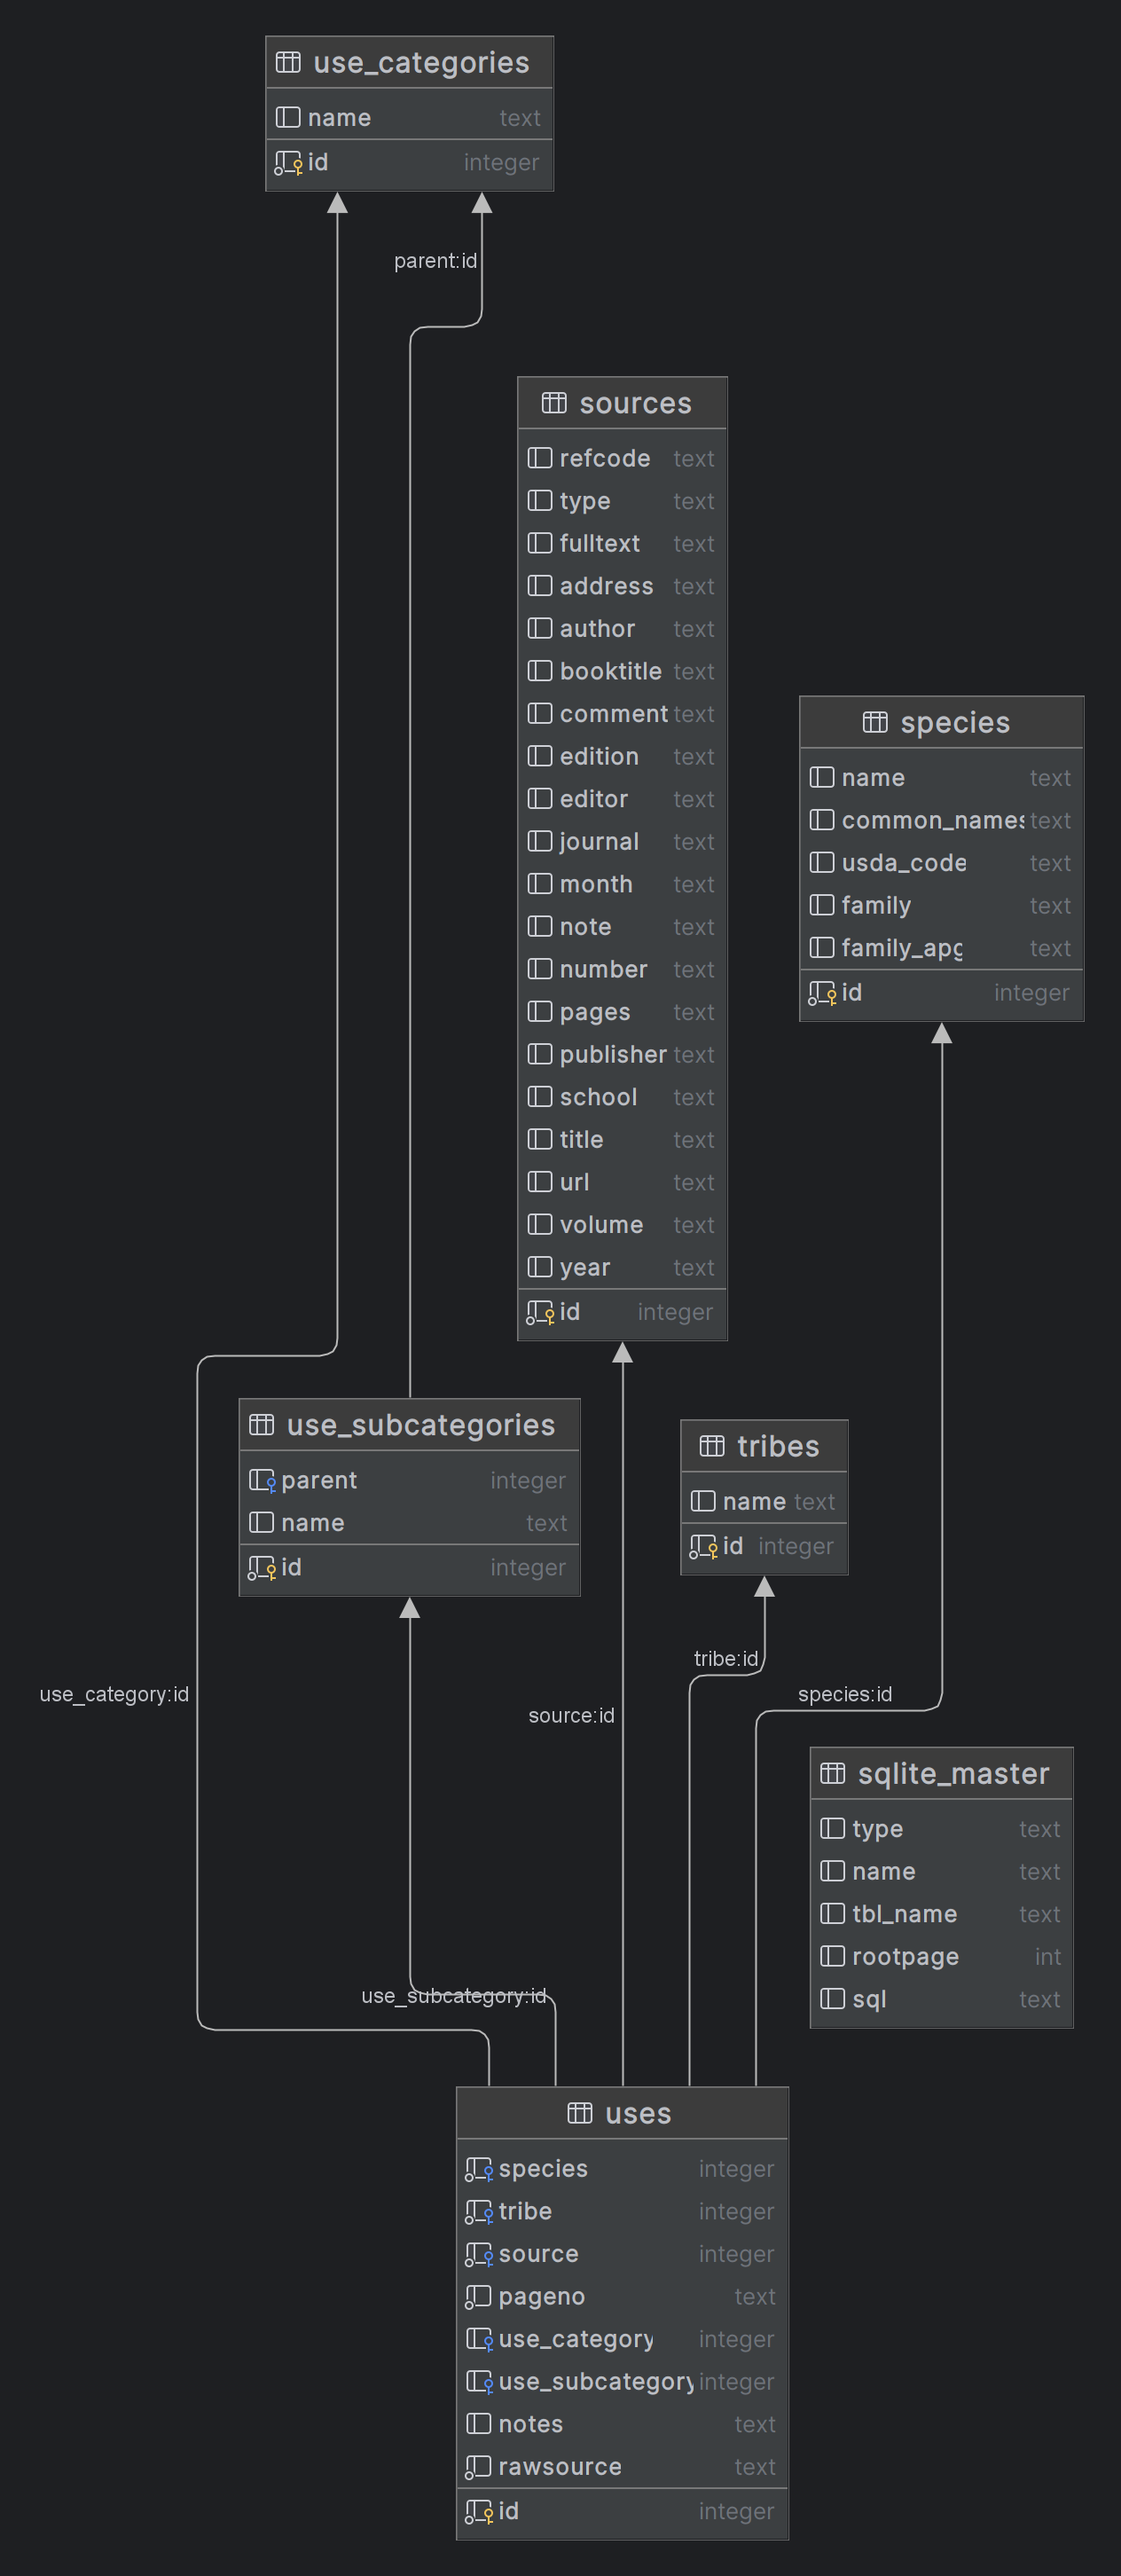 use_categories
name text
id integer
parent:id
sources
refcode text
type text
fulltext text
address text
author text
booktitle text
comment text
edition text
editor text
journal text
month text
note text
number text
pages text
publisher text
school text
title text
url text
volume text
year text
id integer
species
name text
common_names text
usda_code text
family text
family_apg text
id integer
use_subcategories
parent integer
name text
id integer
tribes
name text
id integer
tribe:id
use_category:id
species:id
source:id
sqlite_master
type text
name text
tbl_name text
rootpage int
sql text
use_subcategory:id
uses
species integer
tribe integer
source integer
pageno text
use_category integer
use_subcategory integer
notes text
rawsource text
id integer